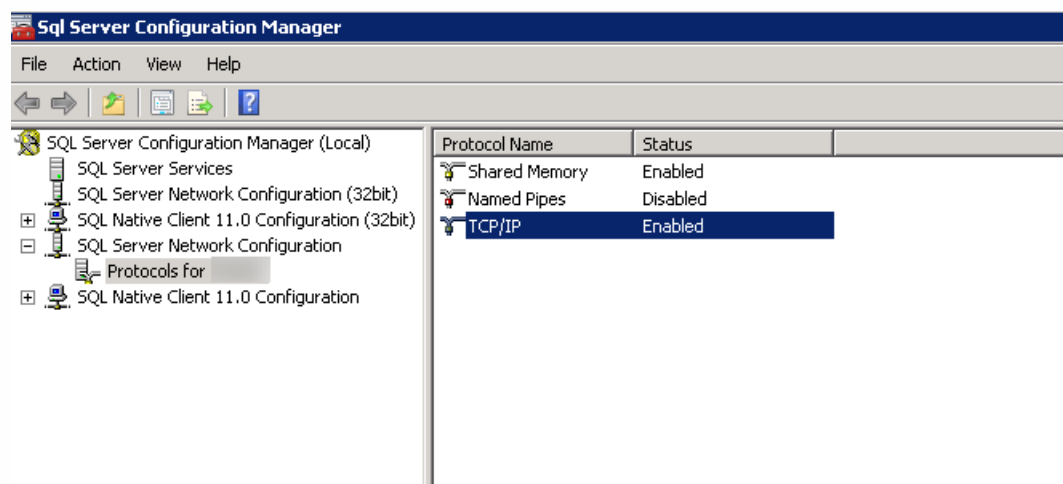 Sql Server Configuration Manager
File Action View Help
SQL Server Configuration Manager (Local)
SQL Server Services
SQL Server Network Configuration (32bit)
SQL Native Client 11.0 Configuration (32bit)
SQL Server Network Configuration
Protocols for
SQL Native Client 11.0 Configuration
Protocol Name Status
Shared Memory Enabled
Named Pipes Disabled
TCP/IP Enabled